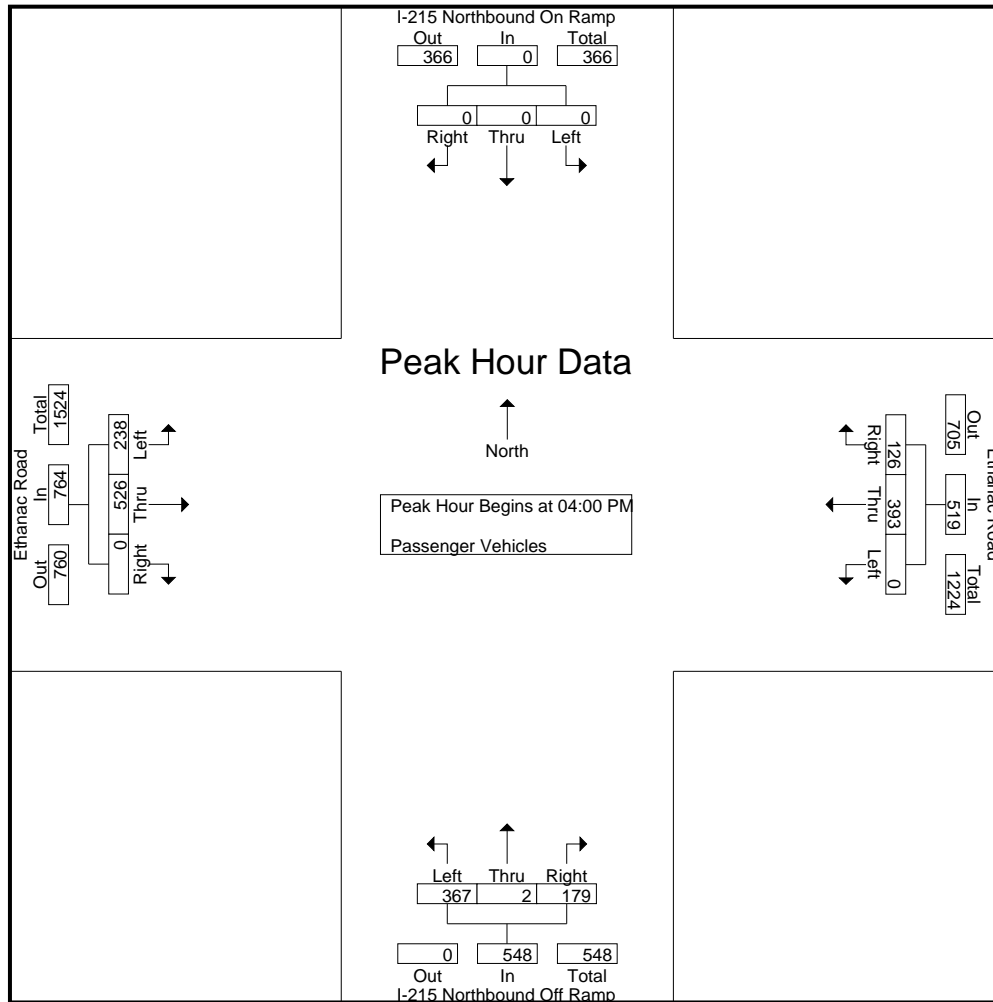 I-215 Northbound On Ramp
Out In Total
366 0 366
0 0 0
Right Thru Left
Peak Hour Data
North
Peak Hour Begins at 04:00 PM
Passenger Vehicles
Ethanac Road
Total In Out
1524 764 760
238 526 0
Left Thru Right
Right Thru Left
126 393 0
Out In Total
705 519 1224
Ethanac Road
Left Thru Right
367 2 179
0 548 548
Out In Total
I-215 Northbound Off Ramp